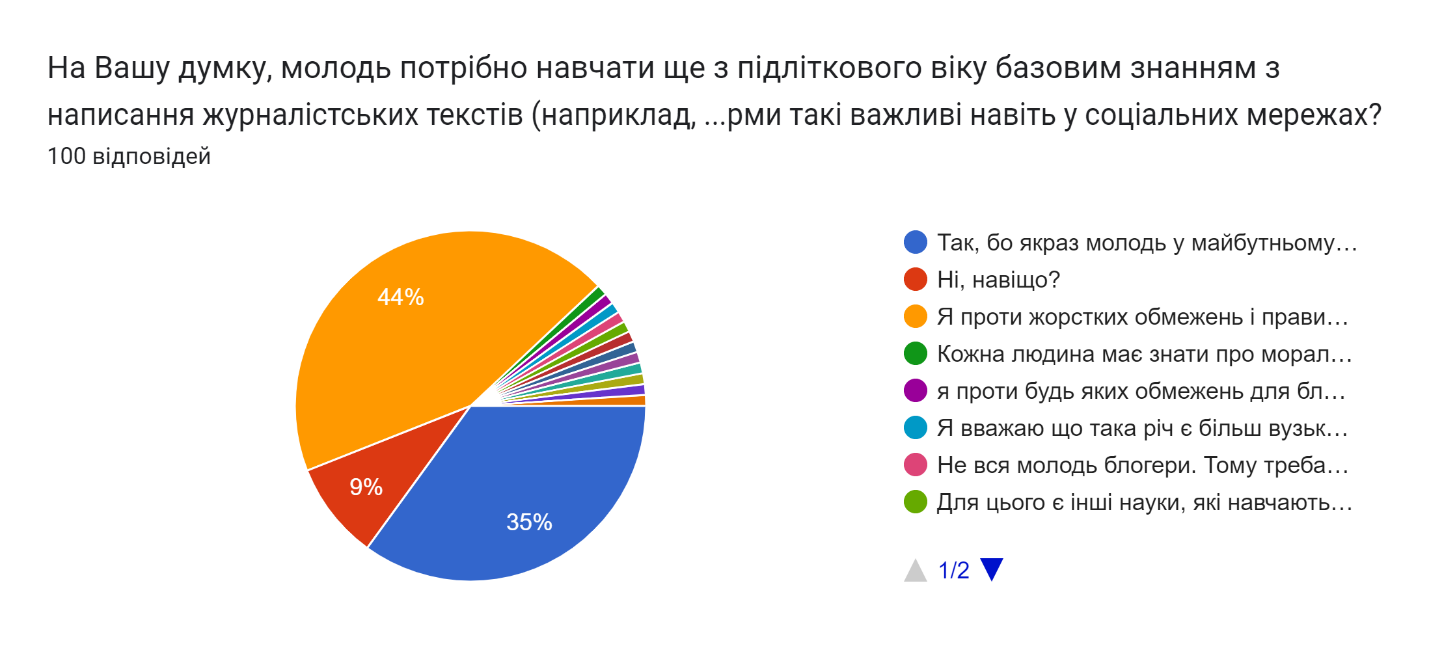 На Вашу думку, молодь потрібно навчати ще з підліткового віку базовим знанням з
написання журналістських текстів (наприклад, ...рми такі важливі навіть у соціальних мережах?
100 відповідей
44%
9%
35%
Так, бо якраз молодь у майбутньому…
Ні, навіщо?
Я проти жорстких обмежень і прави…
Кожна людина має знати про морал…
я проти будь яких обмежень для бл…
Я вважаю що така річ є більш вузьк…
Не вся молодь блогери. Тому треба…
Для цього є інші науки, які навчають…
1/2